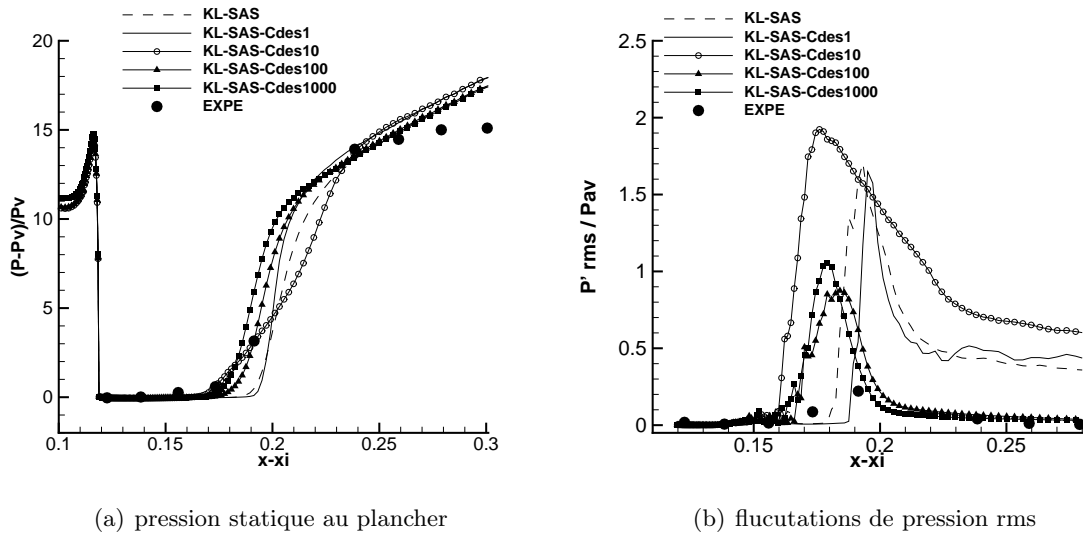 KL-SAS
KL-SAS-Cdes1
KL-SAS-Cdes10
KL-SAS-Cdes100
KL-SAS-Cdes1000
EXPE
(P-Pv)/Pv
20
15
10
5
0
0.1
0.15
0.2
0.25
0.3
x-xi
(a) pression statique au plancher
KL-SAS
KL-SAS-Cdes1
KL-SAS-Cdes10
KL-SAS-Cdes100
KL-SAS-Cdes1000
EXPE
P' rms / Pav
2.5
2
1.5
1
0.5
0
0.15
0.2
0.25
x-xi
(b) flucutations de pression rms